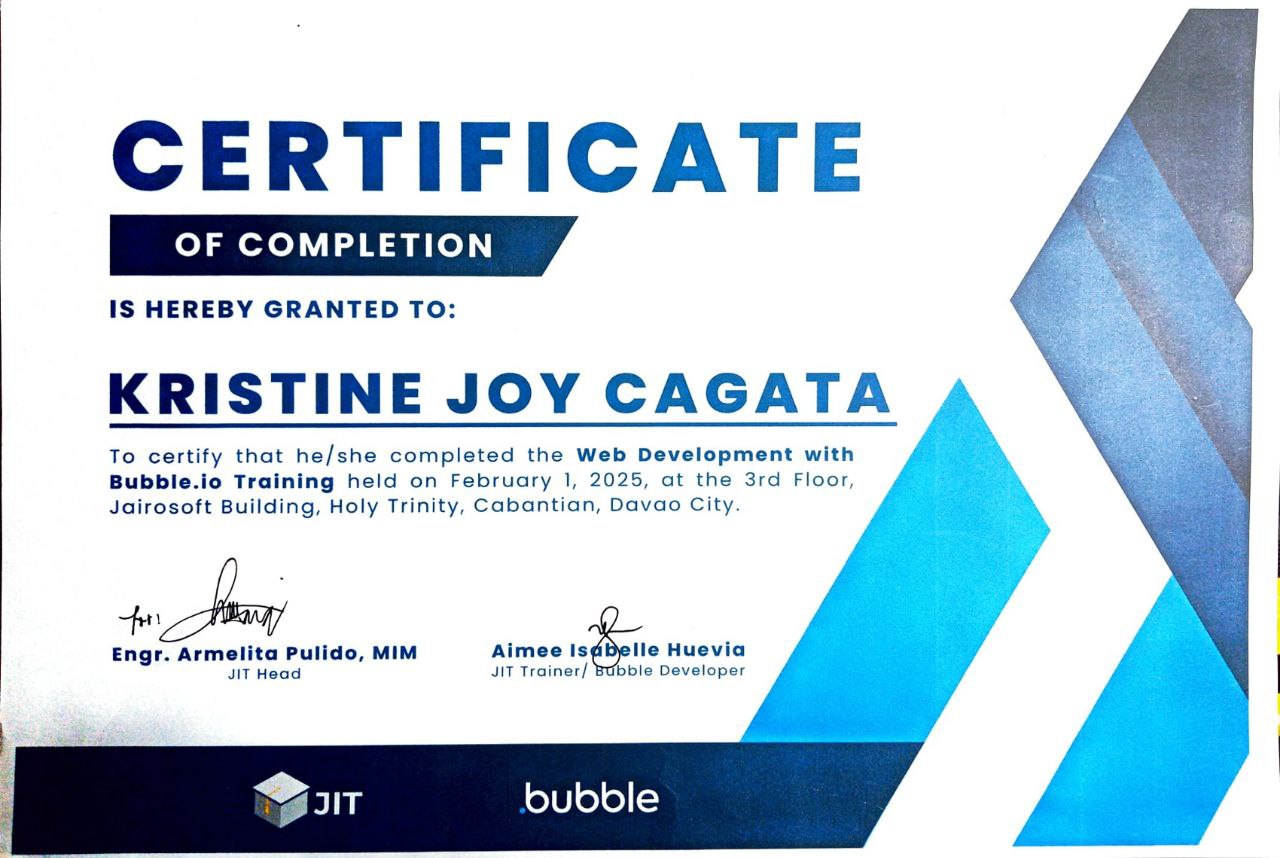 CERTIFICATE
OF COMPLETION
IS HEREBY GRANTED TO:
KRISTINE JOY CAGATA
To certify that he/she completed the Web Development with
Bubble.io Training held on February 1, 2025, at the 3rd Floor,
Jairosoft Building, Holy Trinity, Cabantian, Davao City.
Engr. Armelita Pulido, MIM
JIT Head
Aimee Isabelle Huevia
JIT Trainer/ Bubble Developer
JIT
.bubble